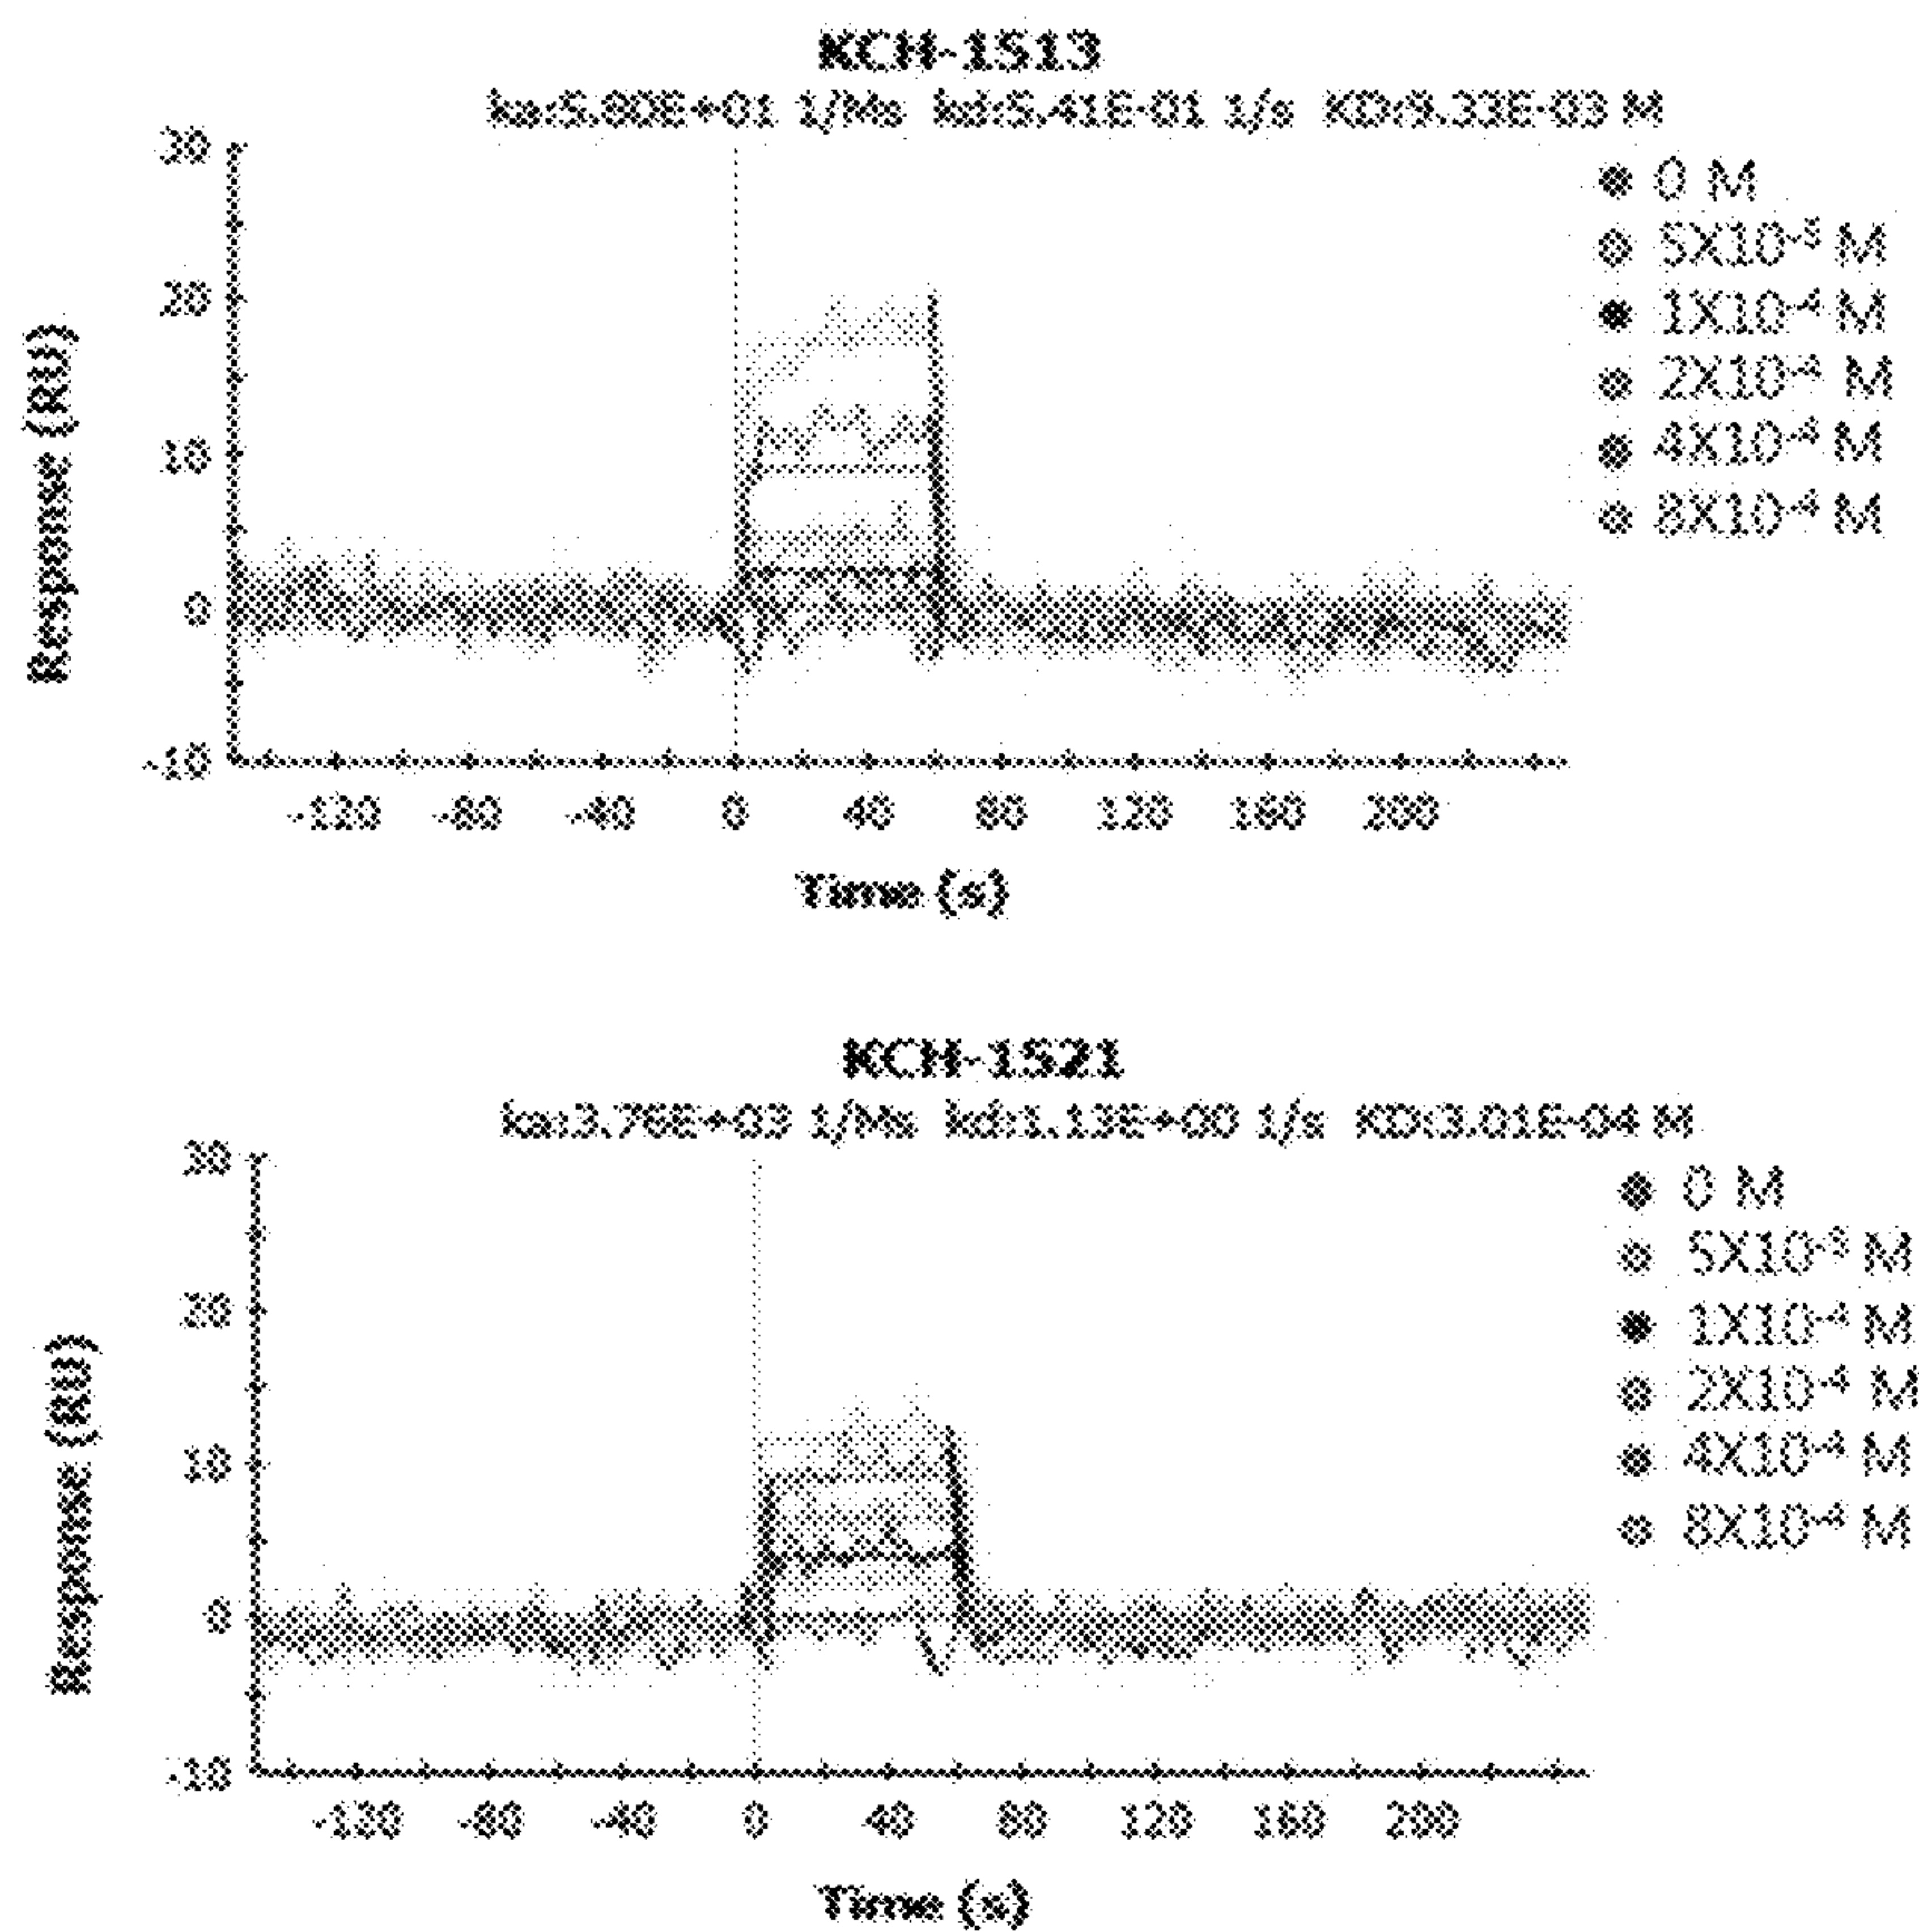 KCH-1513
ka:5.80E+01 1/Ms kd:5.41E-01 1/s KD:9.33E-03 M
30
20
10
0
-10
Response (RU)
-120 -80 -40 0 40 80 120 160 200
Time (s)
0 M
5X10⁻⁵ M
1X10⁻⁴ M
2X10⁻⁴ M
4X10⁻⁴ M
8X10⁻⁴ M
KCH-1521
ka:3.76E+03 1/Ms kd:1.13E+00 1/s KD:3.01E-04 M
30
20
10
0
-10
Response (RU)
-120 -80 -40 0 40 80 120 160 200
Time (s)
0 M
5X10⁻⁵ M
1X10⁻⁴ M
2X10⁻⁴ M
4X10⁻⁴ M
8X10⁻⁴ M